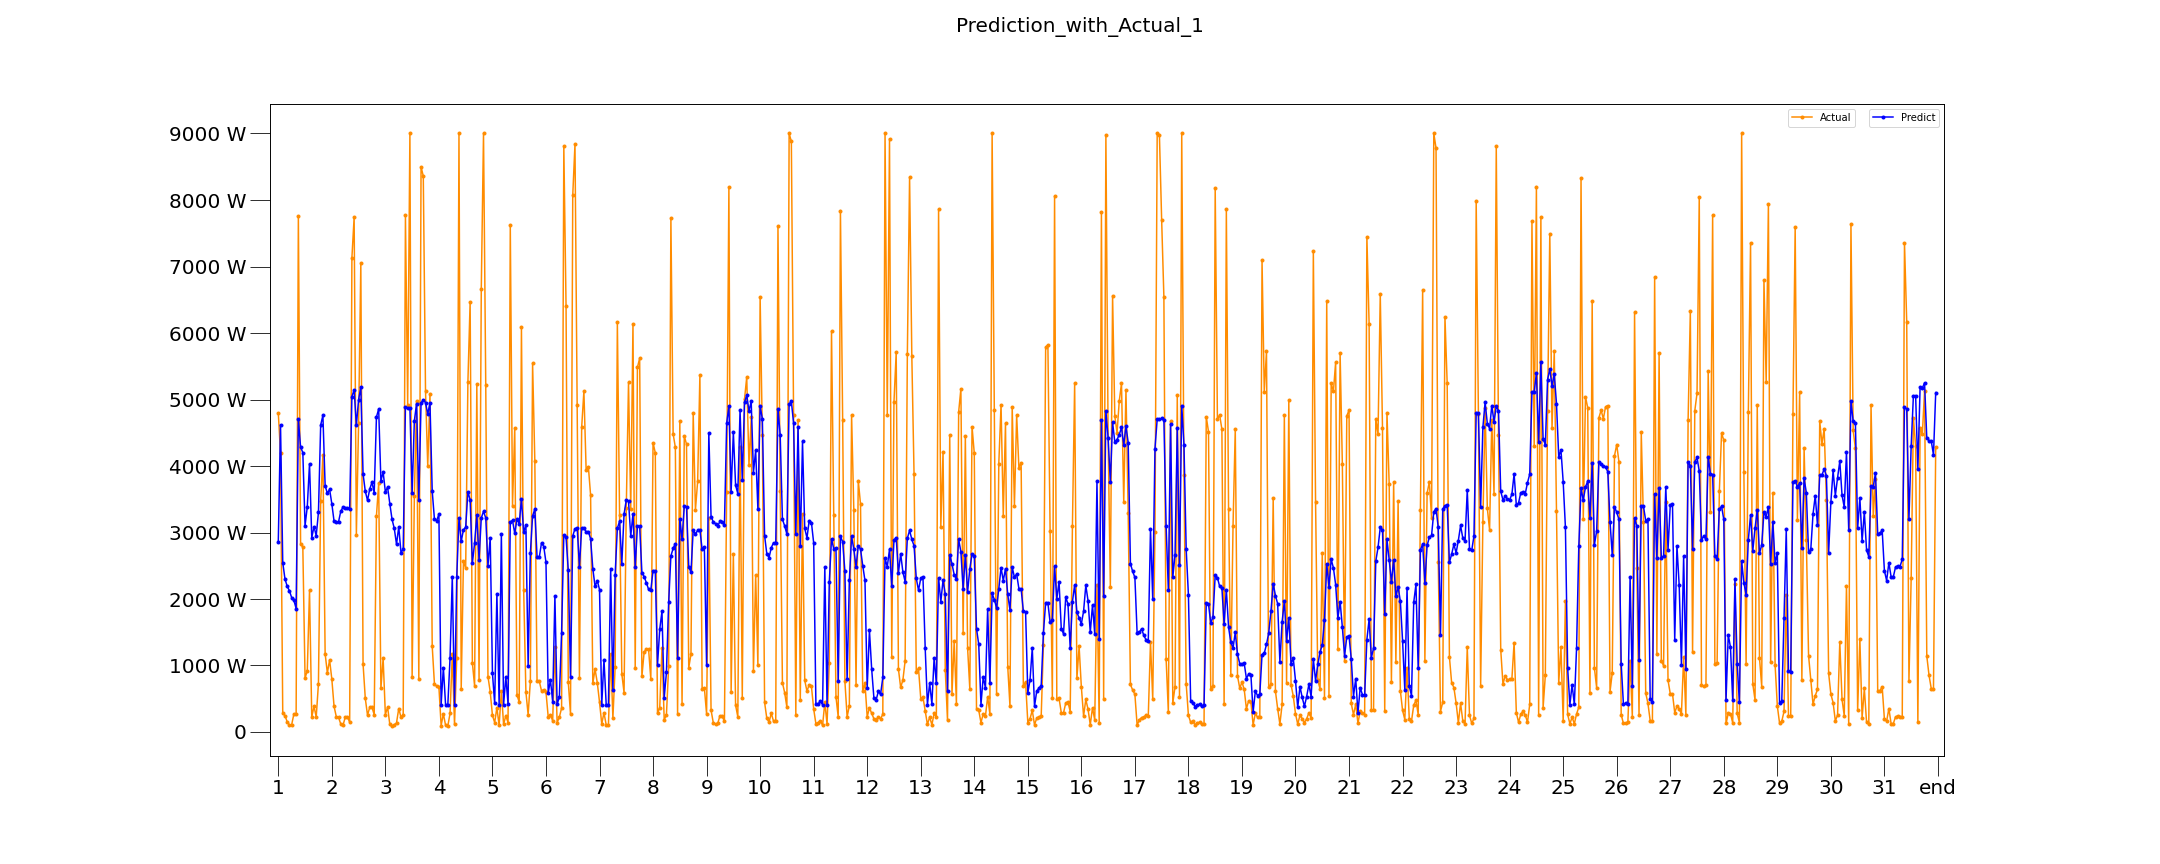 Prediction_with_Actual_1
Actual Predict
9000 W
8000 W
7000 W
6000 W
5000 W
4000 W
3000 W
2000 W
1000 W
0
1 2 3 4 5 6 7 8 9 10 11 12 13 14 15 16 17 18 19 20 21 22 23 24 25 26 27 28 29 30 31 end